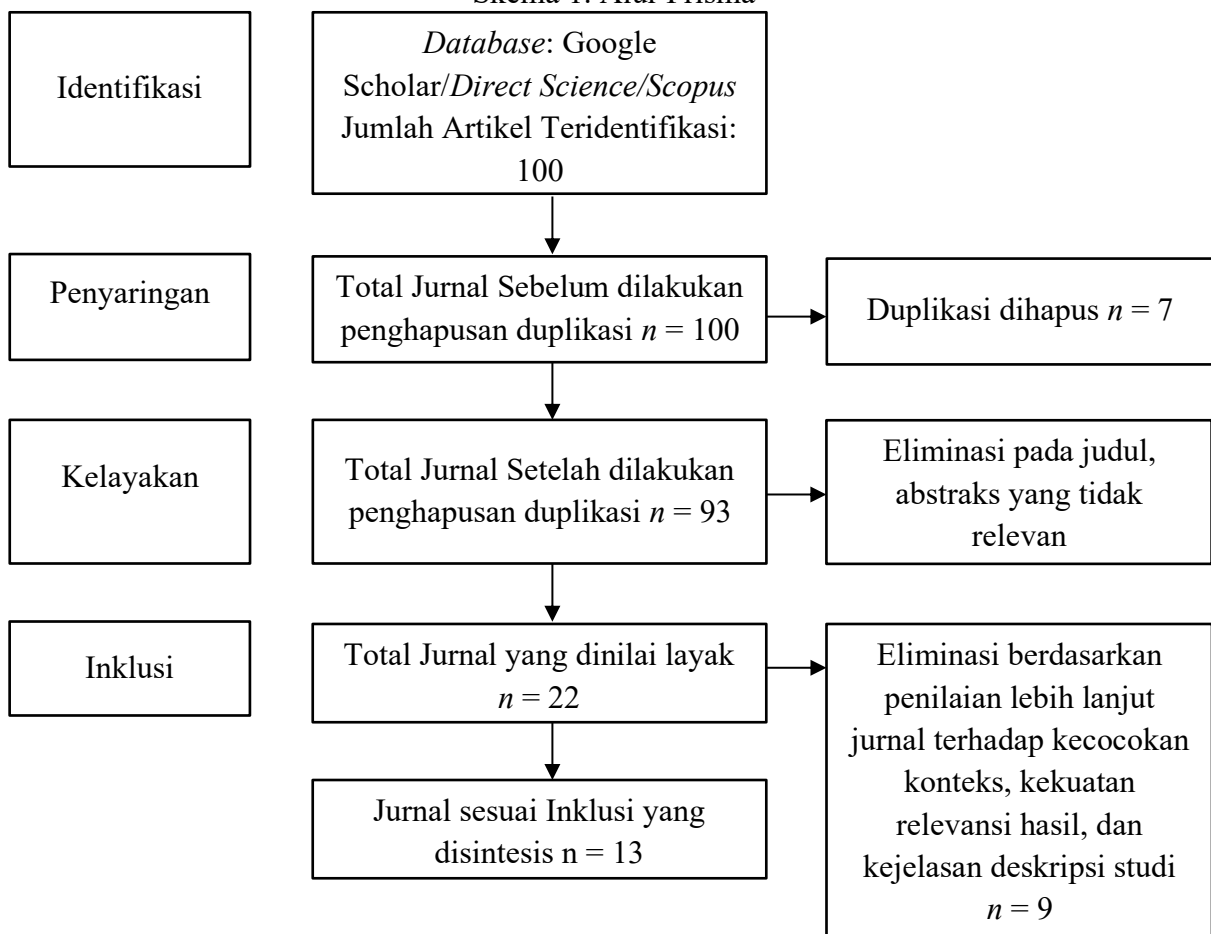 Identifikasi
Database: Google
Scholar/Direct Science/Scopus
Jumlah Artikel Teridentifikasi:
100
Penyaringan
Total Jurnal Sebelum dilakukan
penghapusan duplikasi n = 100
Duplikasi dihapus n = 7
Kelayakan
Total Jurnal Setelah dilakukan
penghapusan duplikasi n = 93
Eliminasi pada judul,
abstraks yang tidak
relevan
Inklusi
Total Jurnal yang dinilai layak
n = 22
Eliminasi berdasarkan
penilaian lebih lanjut
jurnal terhadap kecocokan
konteks, kekuatan
relevansi hasil, dan
kejelasan deskripsi studi
n = 9
Jurnal sesuai Inklusi yang
disintesis n = 13